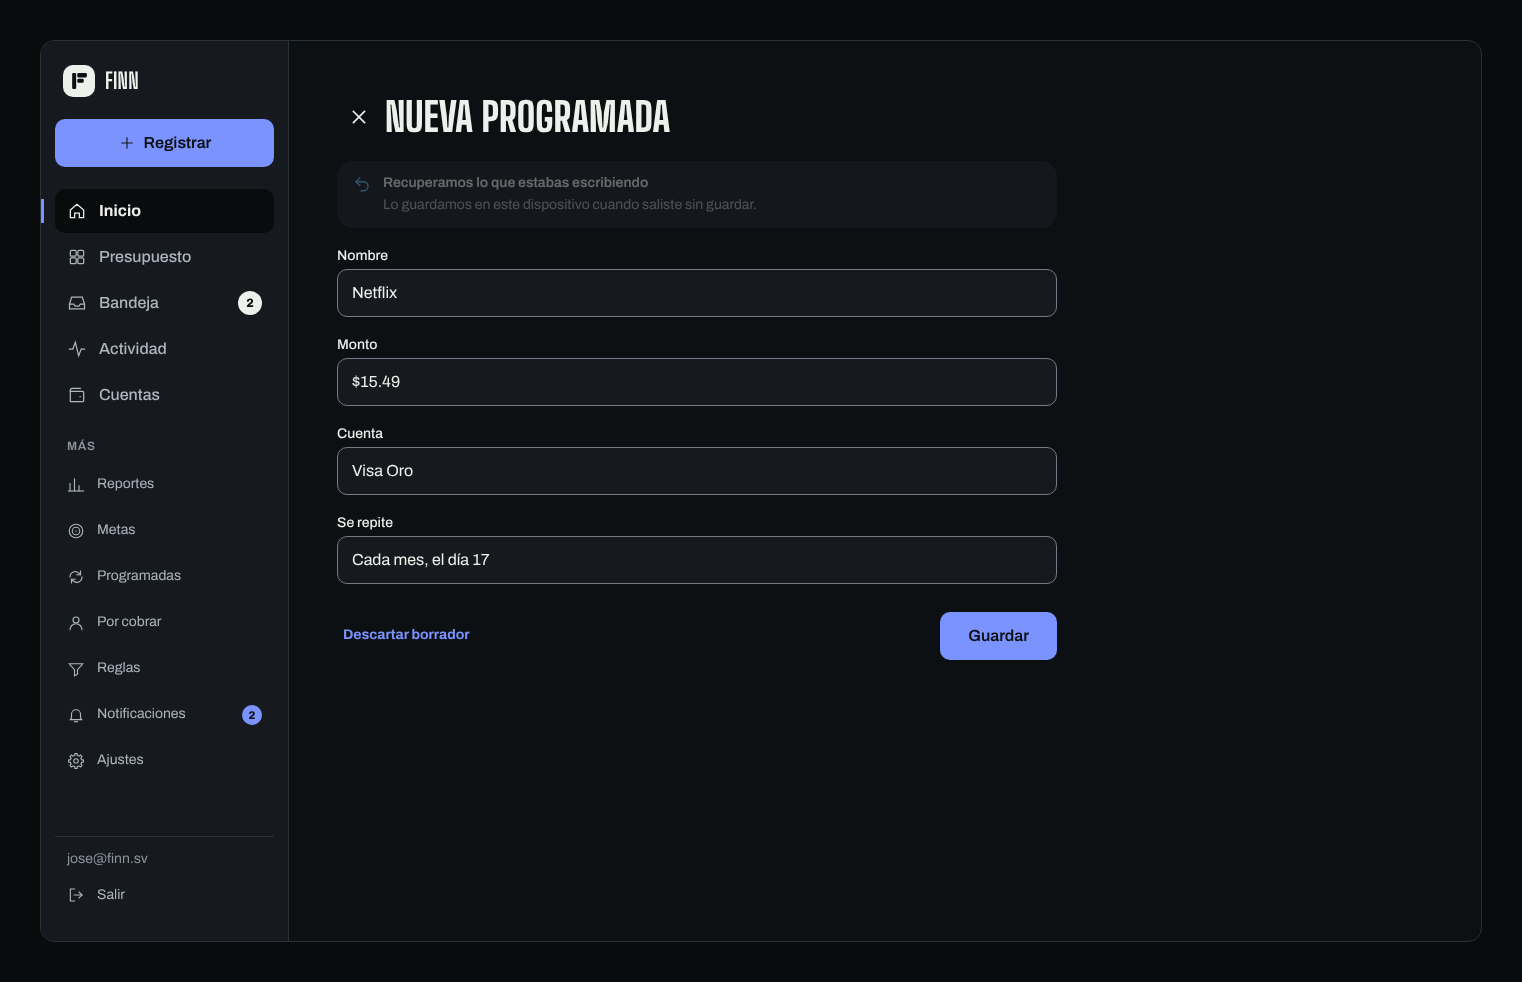 FINN
Registrar
Inicio
Presupuesto
Bandeja 2
Actividad
Cuentas
MÁS
Reportes
Metas
Programadas
Por cobrar
Reglas
Notificaciones 2
Ajustes
jose@finn.sv
Salir
NUEVA PROGRAMADA
Recuperamos lo que estabas escribiendo
Lo guardamos en este dispositivo cuando saliste sin guardar.
Nombre
Netflix
Monto
$15.49
Cuenta
Visa Oro
Se repite
Cada mes, el día 17
Descartar borrador
Guardar